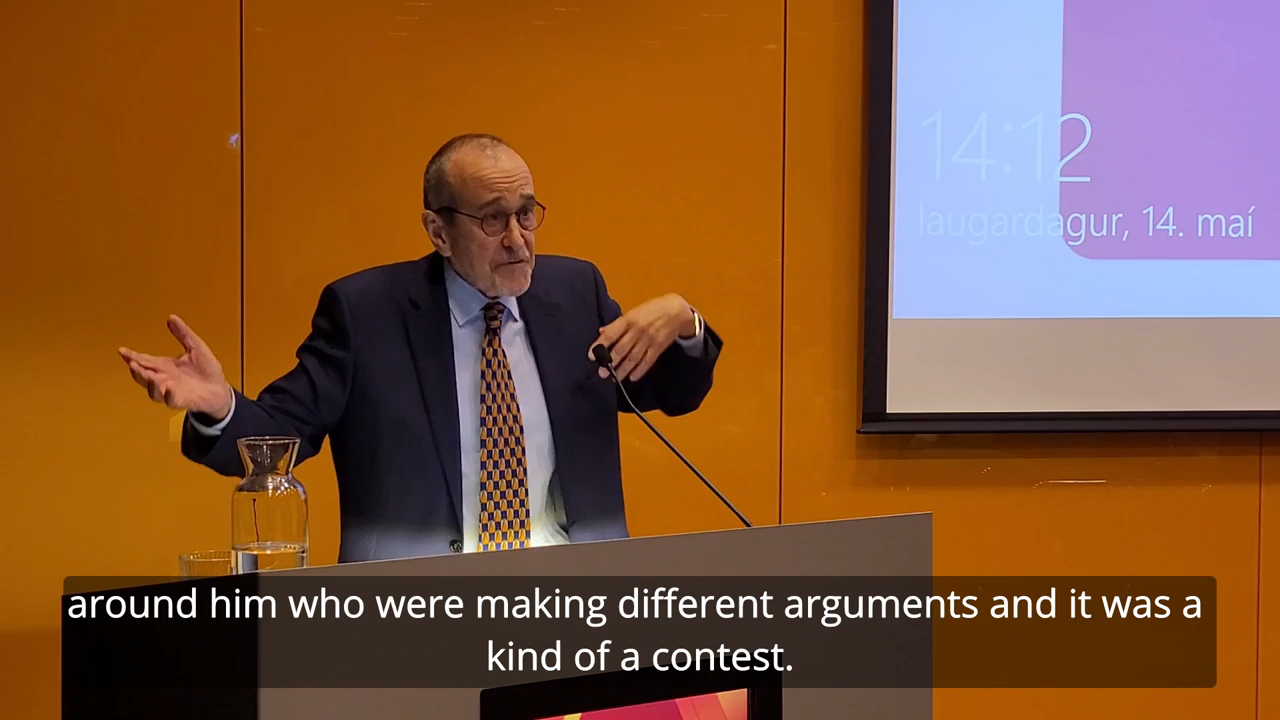 14:12
laugardagur, 14. maí
around him who were making different arguments and it was a
kind of a contest.